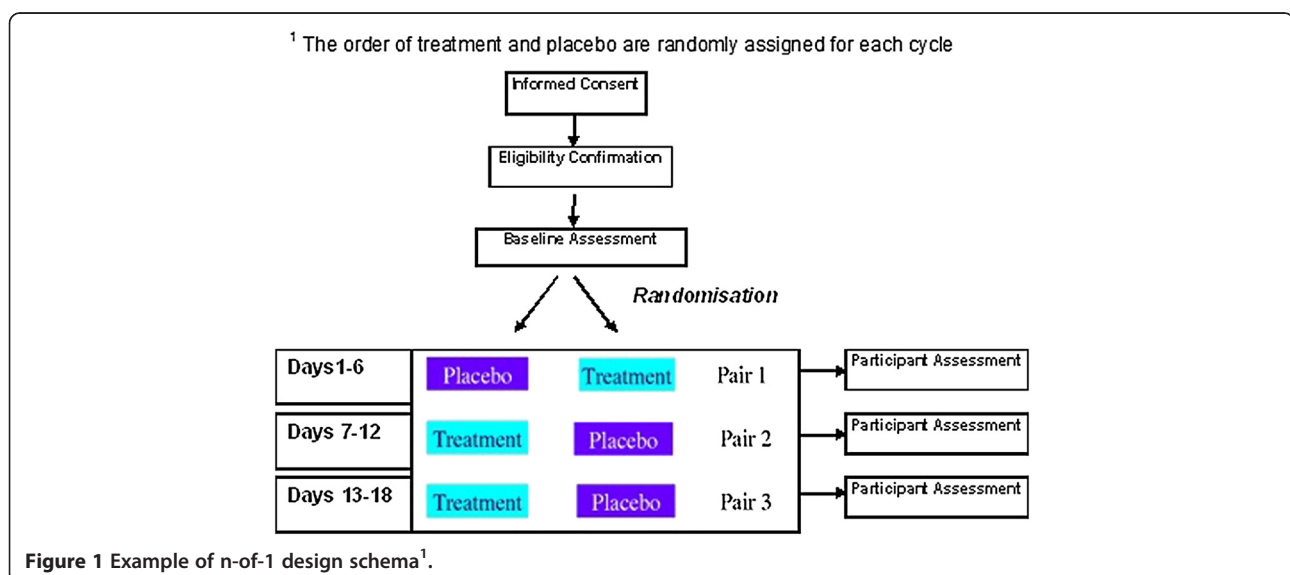 ¹ The order of treatment and placebo are randomly assigned for each cycle
Informed Consent
Eligibility Confirmation
Baseline Assessment
Randomisation
Days1-6
Placebo
Treatment
Pair 1
Participant Assessment
Days 7-12
Treatment
Placebo
Pair 2
Participant Assessment
Days 13-18
Treatment
Placebo
Pair 3
Participant Assessment
Figure 1 Example of n-of-1 design schema¹.